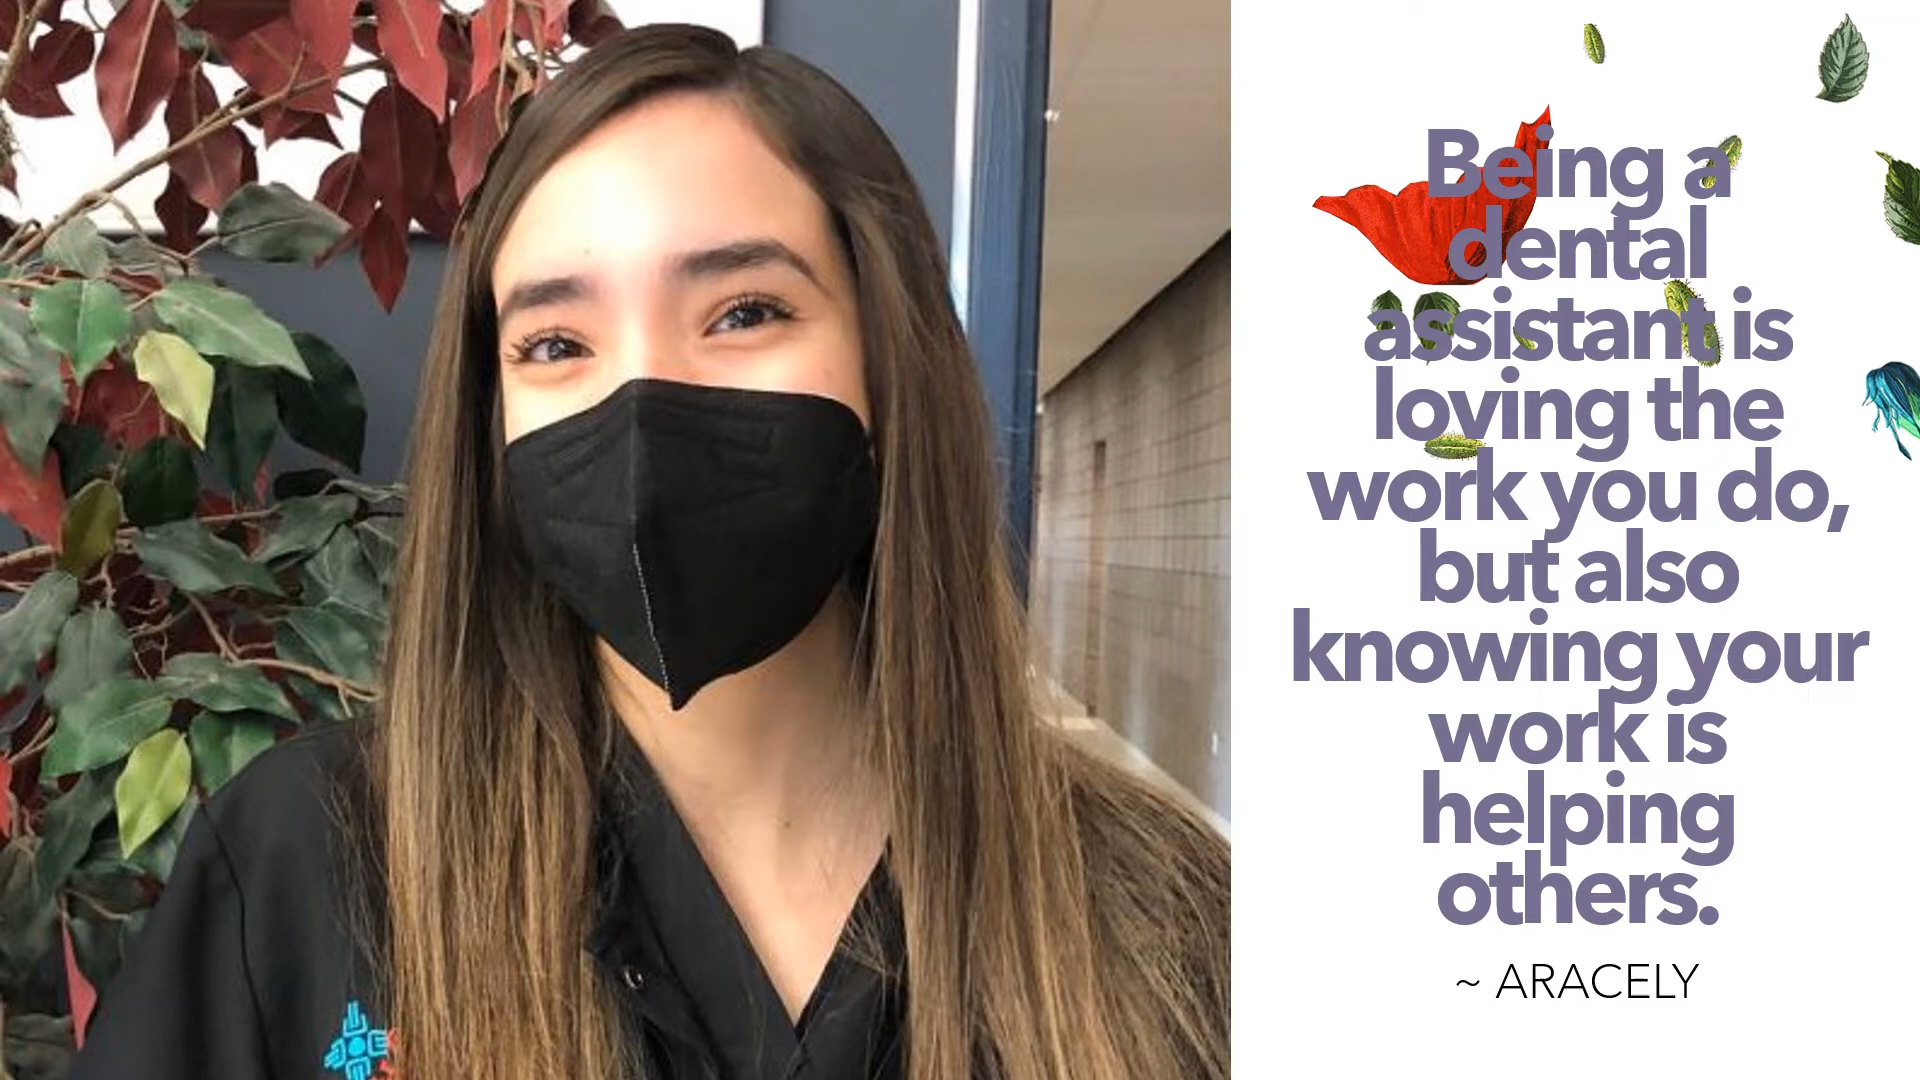 Being a
dental
assistant is
loving the
work you do,
but also
knowing your
work is
helping
others.
~ ARACELY